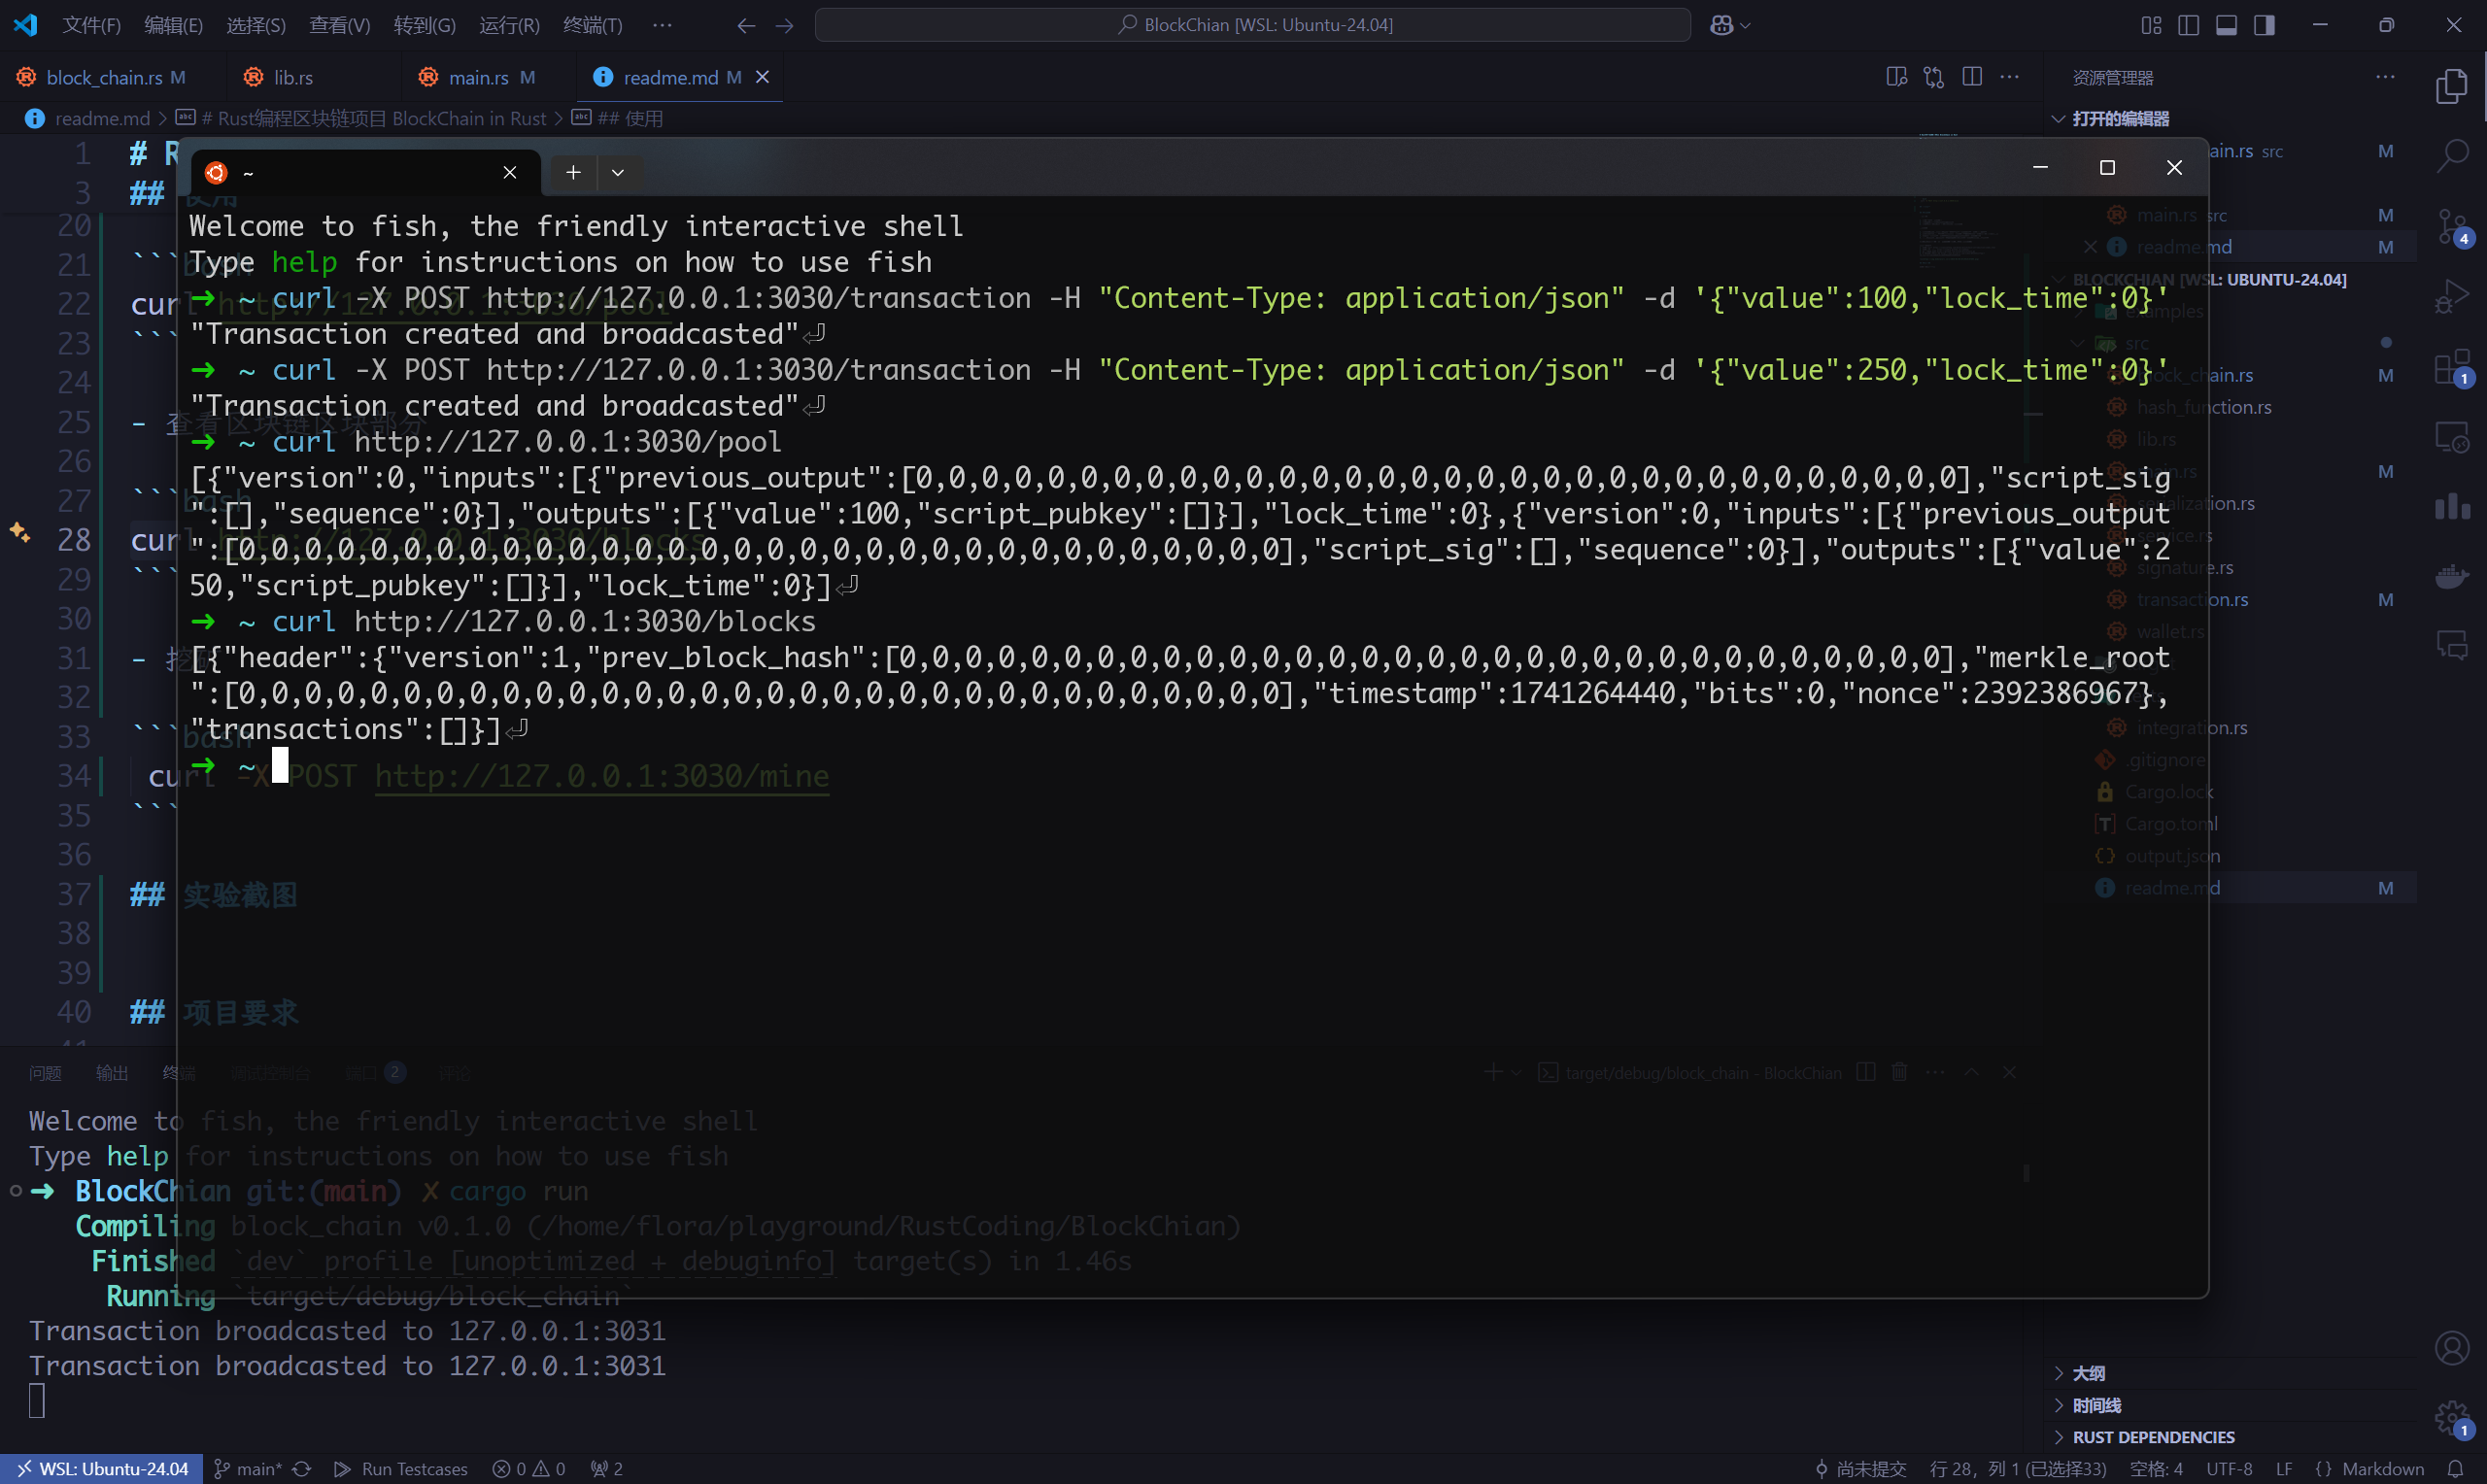 文件(F) 编辑(E) 选择(S) 查看(V) 转到(G) 运行(R) 终端(T) ···
BlockChian [WSL: Ubuntu-24.04]
block_chain.rs M
lib.rs
main.rs M
readme.md M
资源管理器
readme.md > # Rust编程区块链项目 BlockChain in Rust > ## 使用
打开的编辑器
1 # R
3 ## 使用
20
21 ```bash
22 curl http://127.0.0.1:3030/pool
23 ```
24
25 - 查看区块链区块部分
26
27 ```bash
28 curl http://127.0.0.1:3030/blocks
29 ```
30
31 - 挖
32
33 ```bash
34 curl -X POST http://127.0.0.1:3030/mine
35 ```
36
37 ## 实验截图
38
39
40 ## 项目要求
41
~
Welcome to fish, the friendly interactive shell
Type help for instructions on how to use fish
➜ ~ curl -X POST http://127.0.0.1:3030/transaction -H "Content-Type: application/json" -d '{"value":100,"lock_time":0}'
"Transaction created and broadcasted"⏎
➜ ~ curl -X POST http://127.0.0.1:3030/transaction -H "Content-Type: application/json" -d '{"value":250,"lock_time":0}'
"Transaction created and broadcasted"⏎
➜ ~ curl http://127.0.0.1:3030/pool
[{"version":0,"inputs":[{"previous_output":[0,0,0,0,0,0,0,0,0,0,0,0,0,0,0,0,0,0,0,0,0,0,0,0,0,0,0,0,0,0,0,0],"script_sig
":[],"sequence":0}],"outputs":[{"value":100,"script_pubkey":[]}],"lock_time":0},{"version":0,"inputs":[{"previous_output
":[0,0,0,0,0,0,0,0,0,0,0,0,0,0,0,0,0,0,0,0,0,0,0,0,0,0,0,0,0,0,0,0],"script_sig":[],"sequence":0}],"outputs":[{"value":2
50,"script_pubkey":[]}],"lock_time":0}]⏎
➜ ~ curl http://127.0.0.1:3030/blocks
[{"header":{"version":1,"prev_block_hash":[0,0,0,0,0,0,0,0,0,0,0,0,0,0,0,0,0,0,0,0,0,0,0,0,0,0,0,0,0,0,0,0],"merkle_root
":[0,0,0,0,0,0,0,0,0,0,0,0,0,0,0,0,0,0,0,0,0,0,0,0,0,0,0,0,0,0,0,0],"timestamp":1741264440,"bits":0,"nonce":2392386967},
"transactions":[]}]⏎
➜ ~
ain.rs src M
main.rs src M
readme.md M
BLOCKCHIAN [WSL: UBUNTU-24.04]
examples
src
block_chain.rs M
hash_function.rs
lib.rs
main.rs M
serialization.rs
service.rs
signature.rs
transaction.rs M
wallet.rs
integration.rs
.gitignore
Cargo.lock
Cargo.toml
output.json
readme.md M
4
1
问题 输出 终端 调试控制台 端口 2 评论
target/debug/block_chain - BlockChian
Welcome to fish, the friendly interactive shell
Type help for instructions on how to use fish
➜ BlockChian git:(main) ✗ cargo run
Compiling block_chain v0.1.0 (/home/flora/playground/RustCoding/BlockChian)
Finished `dev` profile [unoptimized + debuginfo] target(s) in 1.46s
Running `target/debug/block_chain`
Transaction broadcasted to 127.0.0.1:3031
Transaction broadcasted to 127.0.0.1:3031
大纲
时间线
RUST DEPENDENCIES
1
WSL: Ubuntu-24.04 main* Run Testcases 0 0 2 尚未提交 行 28，列 1 (已选择33) 空格: 4 UTF-8 LF {} Markdown